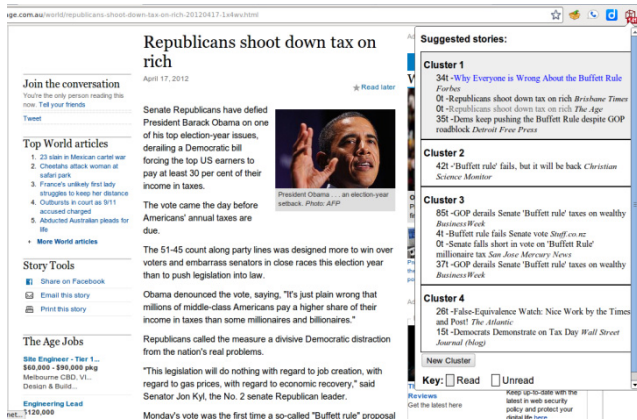 age.com.au/world/republicans-shoot-down-tax-on-rich-20120417-1x4wv.html
Join the conversation
You're the only person reading this
now. Tell your friends
Tweet
Top World articles
1. 23 slain in Mexican cartel war
2. Cheetahs attack woman at
safari park
3. France's unlikely first lady
struggles to keep her distance
4. Outbursts in court as 9/11
accused charged
5. Abducted Australian pleads for
life
More World articles
Story Tools
Share on Facebook
Email this story
Print this story
The Age Jobs
Site Engineer - Tier 1...
$60,000 - $90,000 pkg
Melbourne CBD, VI...
Design & Build...
Engineering Lead
$120,000
Republicans shoot down tax on
rich
April 17, 2012
Read later
Senate Republicans have defied
President Barack Obama on one
of his top election-year issues,
derailing a Democratic bill
forcing the top US earners to
pay at least 30 per cent of their
income in taxes.
President Obama . . . an election-year
setback. Photo: AFP
The vote came the day before
Americans' annual taxes are
due.
The 51-45 count along party lines was designed more to win over
voters and embarrass senators in close races this election year
than to push legislation into law.
Obama denounced the vote, saying, "It's just plain wrong that
millions of middle-class Americans pay a higher share of their
income in taxes than some millionaires and billionaires."
Republicans called the measure a divisive Democratic distraction
from the nation's real problems.
"This legislation will do nothing with regard to job creation, with
regard to gas prices, with regard to economic recovery," said
Senator Jon Kyl, the No. 2 senate Republican leader.
Monday's vote was the first time a so-called "Buffett rule" proposal
Suggested stories:
Cluster 1
34t -Why Everyone is Wrong About the Buffett Rule
Forbes
0t -Republicans shoot down tax on rich Brisbane Times
0t -Republicans shoot down tax on rich The Age
35t -Dems keep pushing the Buffett Rule despite GOP
roadblock Detroit Free Press
Cluster 2
42t -'Buffett rule' fails, but it will be back Christian
Science Monitor
Cluster 3
85t -GOP derails Senate 'Buffett rule' taxes on wealthy
BusinessWeek
4t -Buffett rule fails Senate vote Stuff.co.nz
0t -Senate falls short in vote on 'Buffett Rule'
millionaire tax San Jose Mercury News
37t -GOP derails Senate 'Buffett rule' taxes on wealthy
BusinessWeek
Cluster 4
26t -False-Equivalence Watch: Nice Work by the Times
and Post! The Atlantic
15t -Democrats Demonstrate on Tax Day Wall Street
Journal (blog)
New Cluster
Key: Read Unread
Reviews
Get the latest here
Keep up-to-date with the
latest in web security
policy and protect your
digital life here